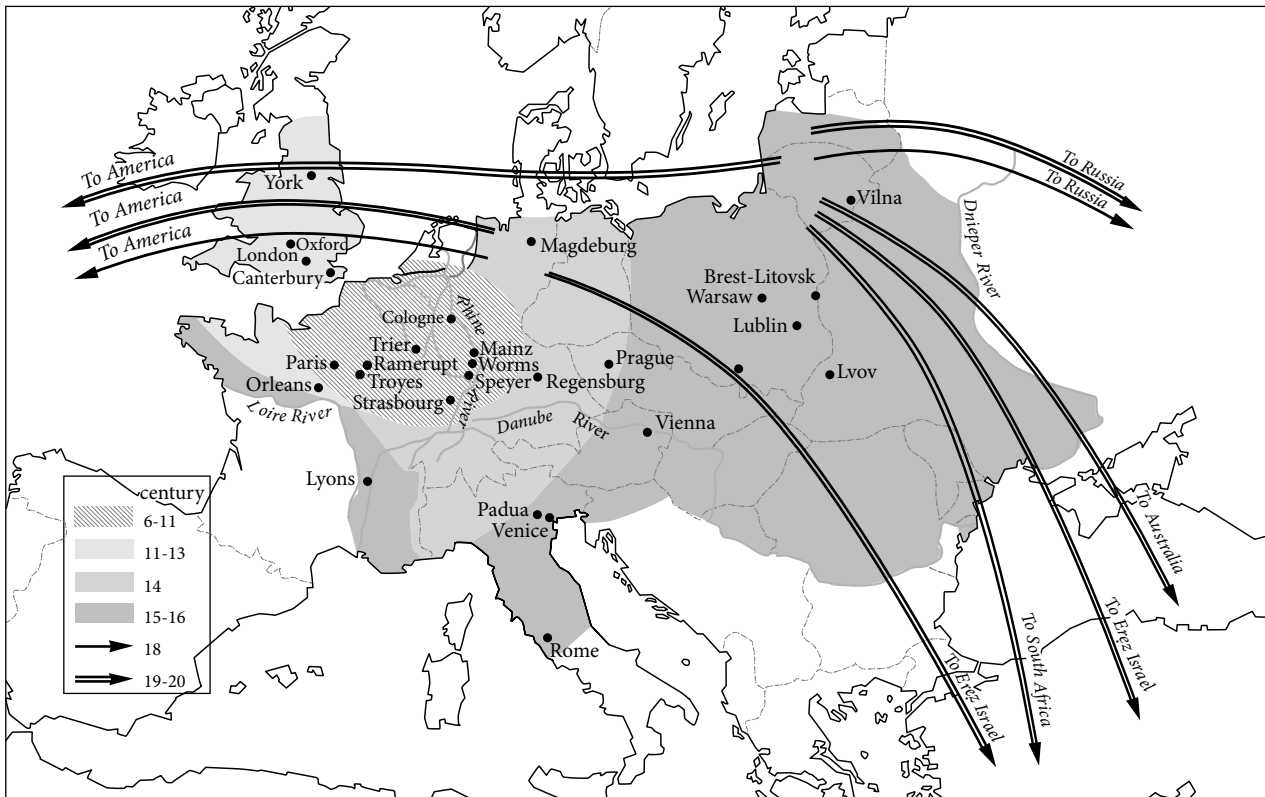 To America
To America
To America
York
Oxford
London
Canterbury
Magdeburg
Cologne
Rhine
River
Trier
Mainz
Paris
Ramerupt
Worms
Troyes
Speyer
Orleans
Strasbourg
Regensburg
Prague
Loire River
Danube
River
Vienna
Lyons
Padua
Venice
Rome
To Russia
To Russia
Vilna
Dnieper River
Brest-Litovsk
Warsaw
Lublin
Lvov
To Australia
To Ereẓ Israel
To South Africa
To Ereẓ Israel
century
6-11
11-13
14
15-16
18
19-20